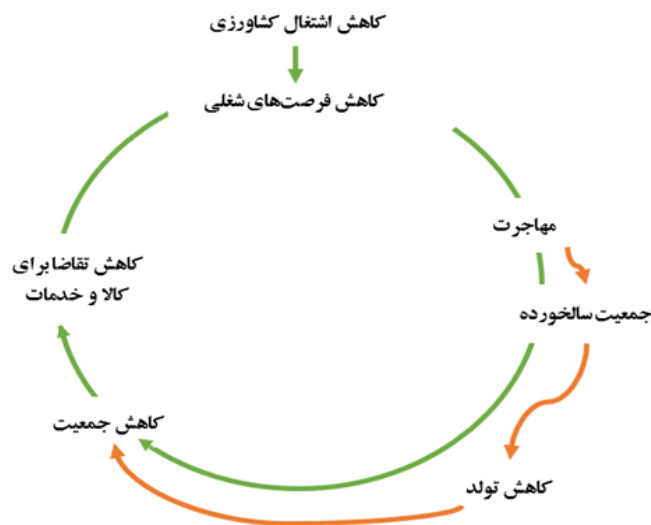 کاهش اشتغال کشاورزی
کاهش فرصت‌های شغلی
مهاجرت
جمعیت سالخورده
کاهش تولد
کاهش جمعیت
کاهش تقاضا برای
کالا و خدمات